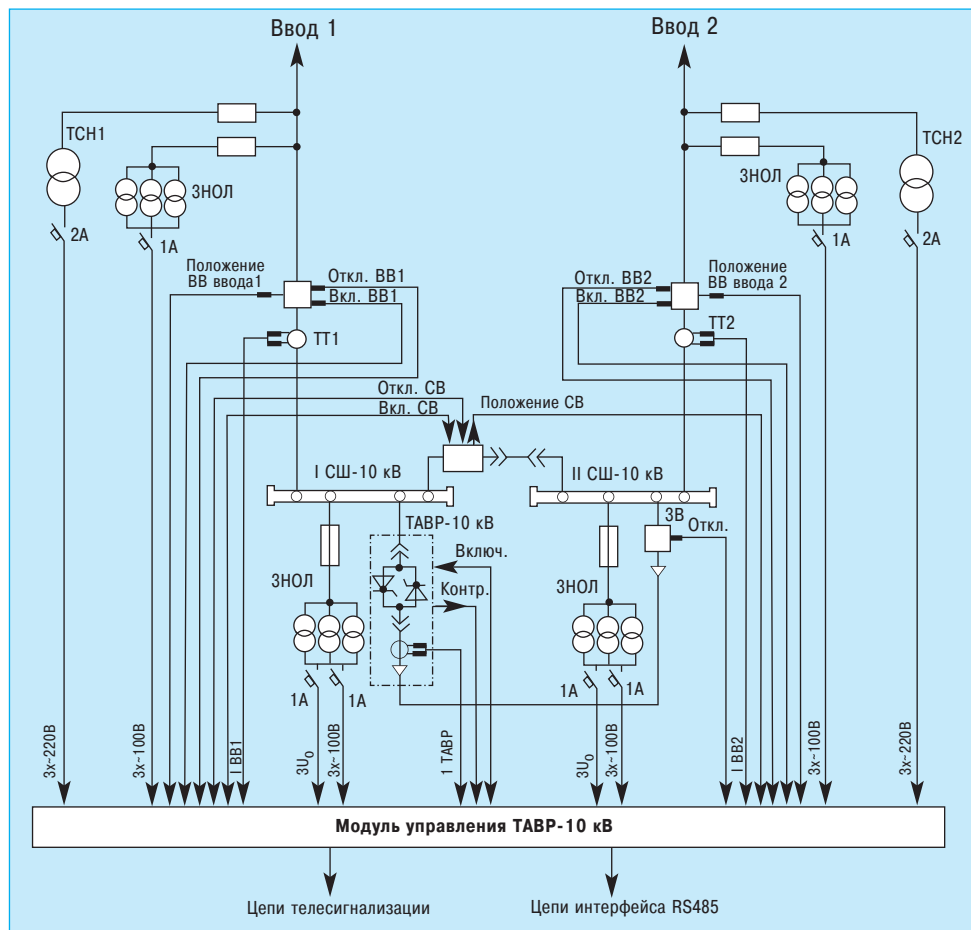 Ввод 1
Ввод 2
ТСН1
ТСН2
ЗНОЛ
ЗНОЛ
2А
1А
1А
2А
Положение
ВВ ввода1
Откл. ВВ1
Вкл. ВВ1
Откл. ВВ2
Вкл. ВВ2
Положение
ВВ ввода 2
ТТ1
ТТ2
Откл. СВ
Вкл. СВ
Положение СВ
I СШ-10 кВ
II СШ-10 кВ
ТАВР-10 кВ
ЗВ
Откл.
Включ.
Контр.
ЗНОЛ
ЗНОЛ
1А
1А
1А
1А
3х~220В
3х~100В
I ВВ1
3U₀
3х~100В
1 ТАВР
3U₀
3х~100В
I ВВ2
3х~100В
3х~220В
Модуль управления ТАВР-10 кВ
Цепи телесигнализации
Цепи интерфейса RS485